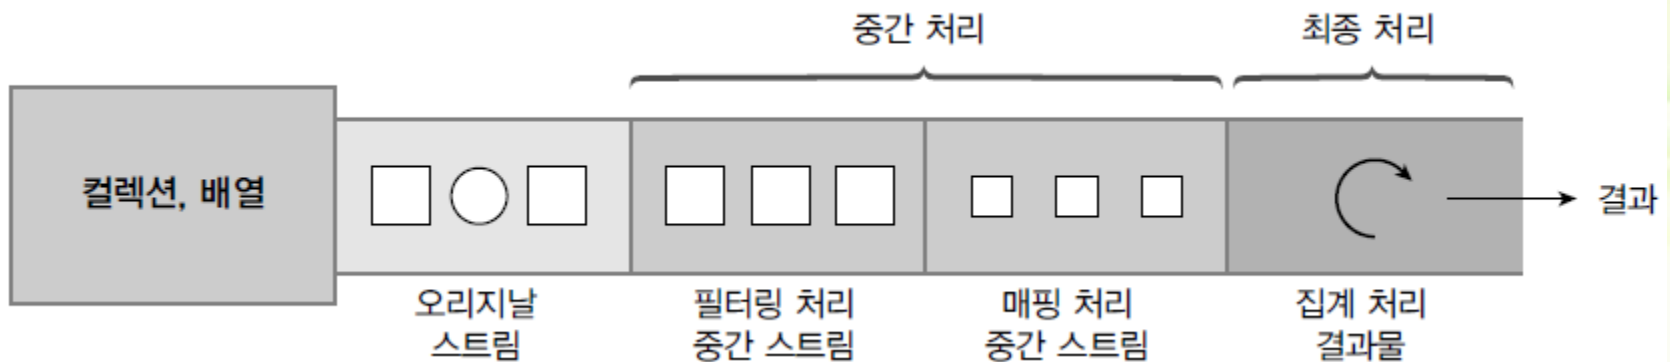 중간 처리
최종 처리
컬렉션, 배열
결과
오리지날
스트림
필터링 처리
중간 스트림
매핑 처리
중간 스트림
집계 처리
결과물